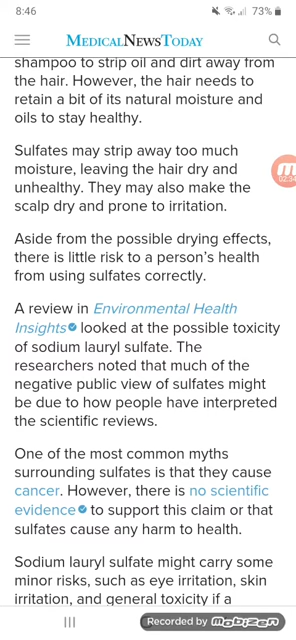 8:46
73%
MEDICALNEWSTODAY
shampoo to strip oil and dirt away from
the hair. However, the hair needs to
retain a bit of its natural moisture and
oils to stay healthy.
Sulfates may strip away too much
moisture, leaving the hair dry and
unhealthy. They may also make the
scalp dry and prone to irritation.
Aside from the possible drying effects,
there is little risk to a person's health
from using sulfates correctly.
A review in Environmental Health
Insights looked at the possible toxicity
of sodium lauryl sulfate. The
researchers noted that much of the
negative public view of sulfates might
be due to how people have interpreted
the scientific reviews.
One of the most common myths
surrounding sulfates is that they cause
cancer. However, there is no scientific
evidence to support this claim or that
sulfates cause any harm to health.
Sodium lauryl sulfate might carry some
minor risks, such as eye irritation, skin
irritation, and general toxicity if a
Recorded by Mobizen